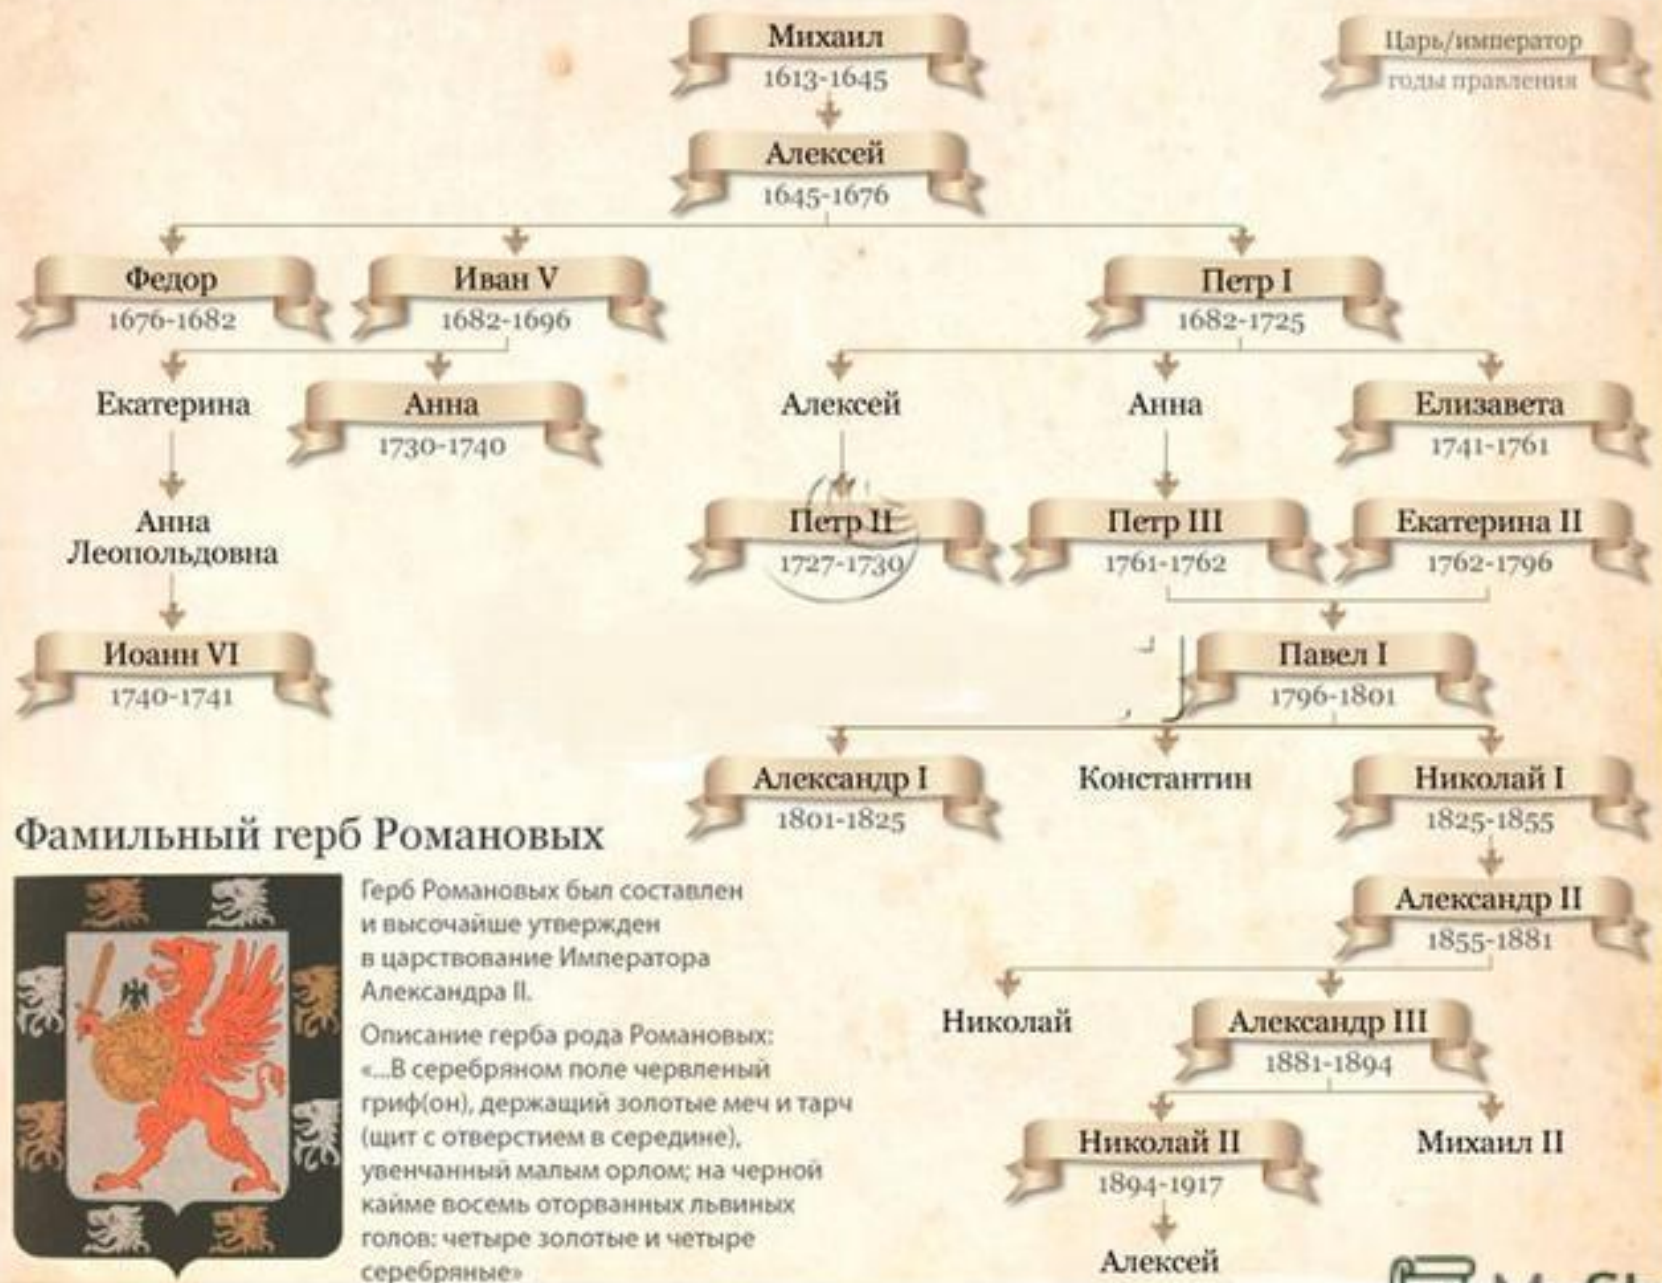 Михаил
1613-1645
Царь/император
годы правления
Алексей
1645-1676
Федор
1676-1682
Иван V
1682-1696
Петр I
1682-1725
Екатерина
Анна
1730-1740
Алексей
Анна
Елизавета
1741-1761
Анна
Леопольдовна
Петр II
1727-1730
Петр III
1761-1762
Екатерина II
1762-1796
Иоанн VI
1740-1741
Павел I
1796-1801
Александр I
1801-1825
Константин
Николай I
1825-1855
Александр II
1855-1881
Николай
Александр III
1881-1894
Николай II
1894-1917
Михаил II
Алексей
Фамильный герб Романовых
Герб Романовых был составлен
и высочайше утвержден
в царствование Императора
Александра II.
Описание герба рода Романовых:
«...В серебряном поле червленый
гриф(он), держащий золотые меч и тарч
(щит с отверстием в середине),
увенчанный малым орлом; на черной
кайме восемь оторванных львиных
голов: четыре золотые и четыре
серебряные»